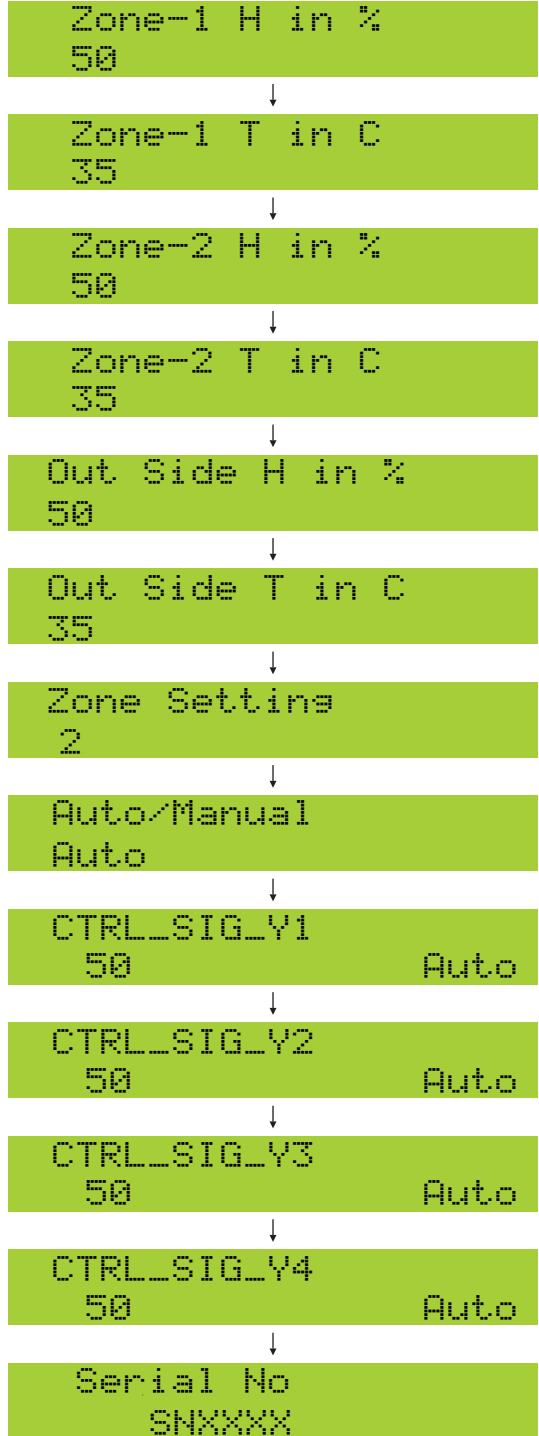 Zone-1 H in %
50
Zone-1 T in C
35
Zone-2 H in %
50
Zone-2 T in C
35
Out Side H in %
50
Out Side T in C
35
Zone Setting
2
Auto/Manual
Auto
CTRL_SIG_Y1
50 Auto
CTRL_SIG_Y2
50 Auto
CTRL_SIG_Y3
50 Auto
CTRL_SIG_Y4
50 Auto
Serial No
SNXXXX